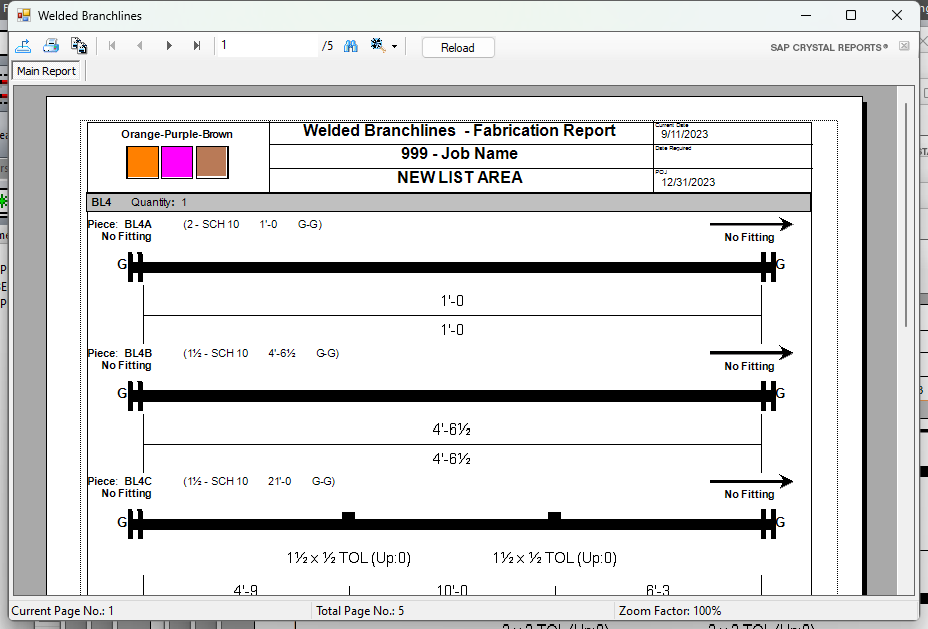 Welded Branchlines
1 /5 Reload SAP CRYSTAL REPORTS®
Main Report
Orange-Purple-Brown
Welded Branchlines - Fabrication Report
999 - Job Name
NEW LIST AREA
Current Date
9/11/2023
Date Required
12/31/2023
BL4 Quantity: 1
Piece: BL4A (2 - SCH 10 1'-0 G-G)
No Fitting No Fitting
G G
1'-0
1'-0
Piece: BL4B (1½ - SCH 10 4'-6½ G-G)
No Fitting No Fitting
G G
4'-6½
4'-6½
Piece: BL4C (1½ - SCH 10 21'-0 G-G)
No Fitting No Fitting
G G
1½ x ½ TOL (Up:0) 1½ x ½ TOL (Up:0)
4'-9 10'-0 6'-3
Current Page No.: 1 Total Page No.: 5 Zoom Factor: 100%